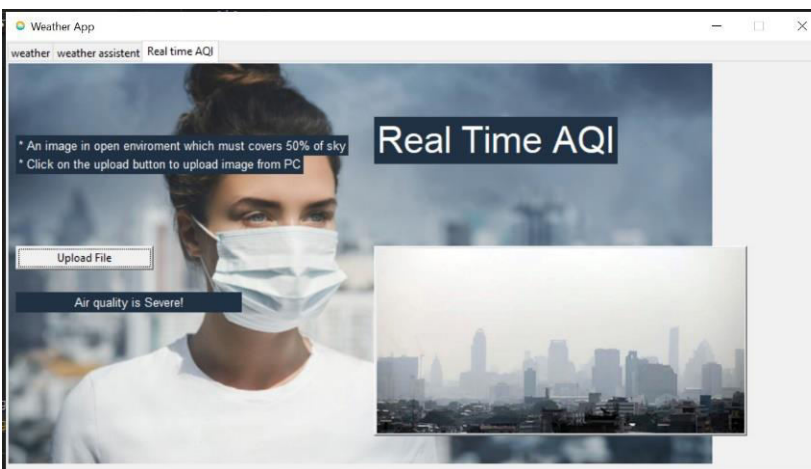 Weather App
weather weather assistent Real time AQI
* An image in open enviroment which must covers 50% of sky
* Click on the upload button to upload image from PC
Real Time AQI
Upload File
Air quality is Severe!